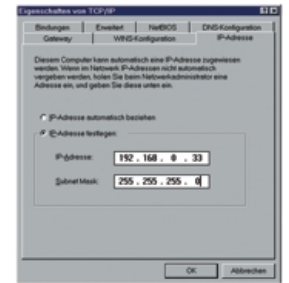 Eigenschaften von TCP/IP
Bindungen Erweitert NetBIOS DNS-Konfiguration
Gateway WINS-Konfiguration IP-Adresse
Diesem Computer kann automatisch eine IP-Adresse zugewiesen
werden. Wenn im Netzwerk IP-Adressen nicht automatisch
vergeben werden, holen Sie beim Netzwerkadministrator eine
Adresse ein, und geben Sie diese unten ein.
IP-Adresse automatisch beziehen
IP-Adresse festlegen:
IP-Adresse: 192 . 168 . 0 . 33
Subnet Mask: 255 . 255 . 255 . 0
OK Abbrechen